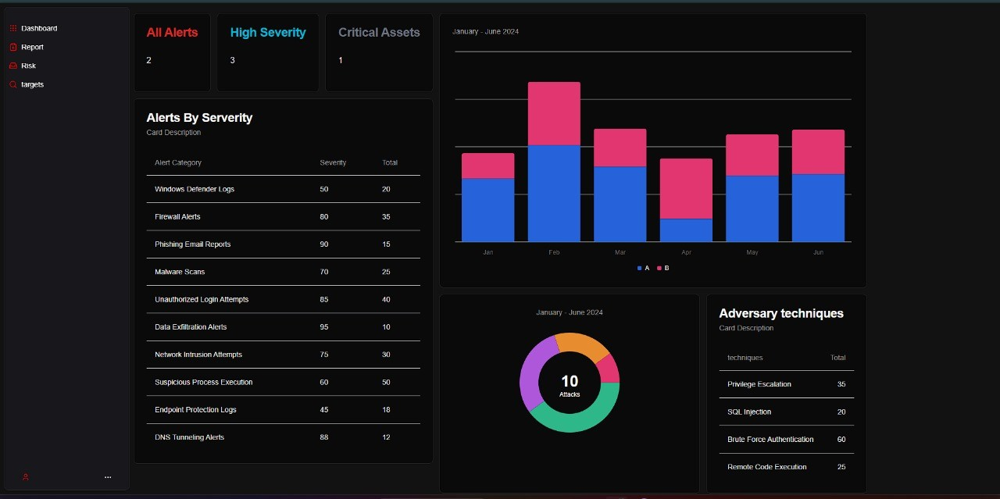 Dashboard
Report
Risk
targets
All Alerts
2
High Severity
3
Critical Assets
1
Alerts By Serverity
Card Description
Alert Category Severity Total
Windows Defender Logs 50 20
Firewall Alerts 80 35
Phishing Email Reports 90 15
Malware Scans 70 25
Unauthorized Login Attempts 85 40
Data Exfiltration Alerts 95 10
Network Intrusion Attempts 75 30
Suspicious Process Execution 60 50
Endpoint Protection Logs 45 18
DNS Tunneling Alerts 88 12
January - June 2024
Jan Feb Mar Apr May Jun
A B
January - June 2024
10
Attacks
Adversary techniques
Card Description
techniques Total
Privilege Escalation 35
SQL Injection 20
Brute Force Authentication 60
Remote Code Execution 25